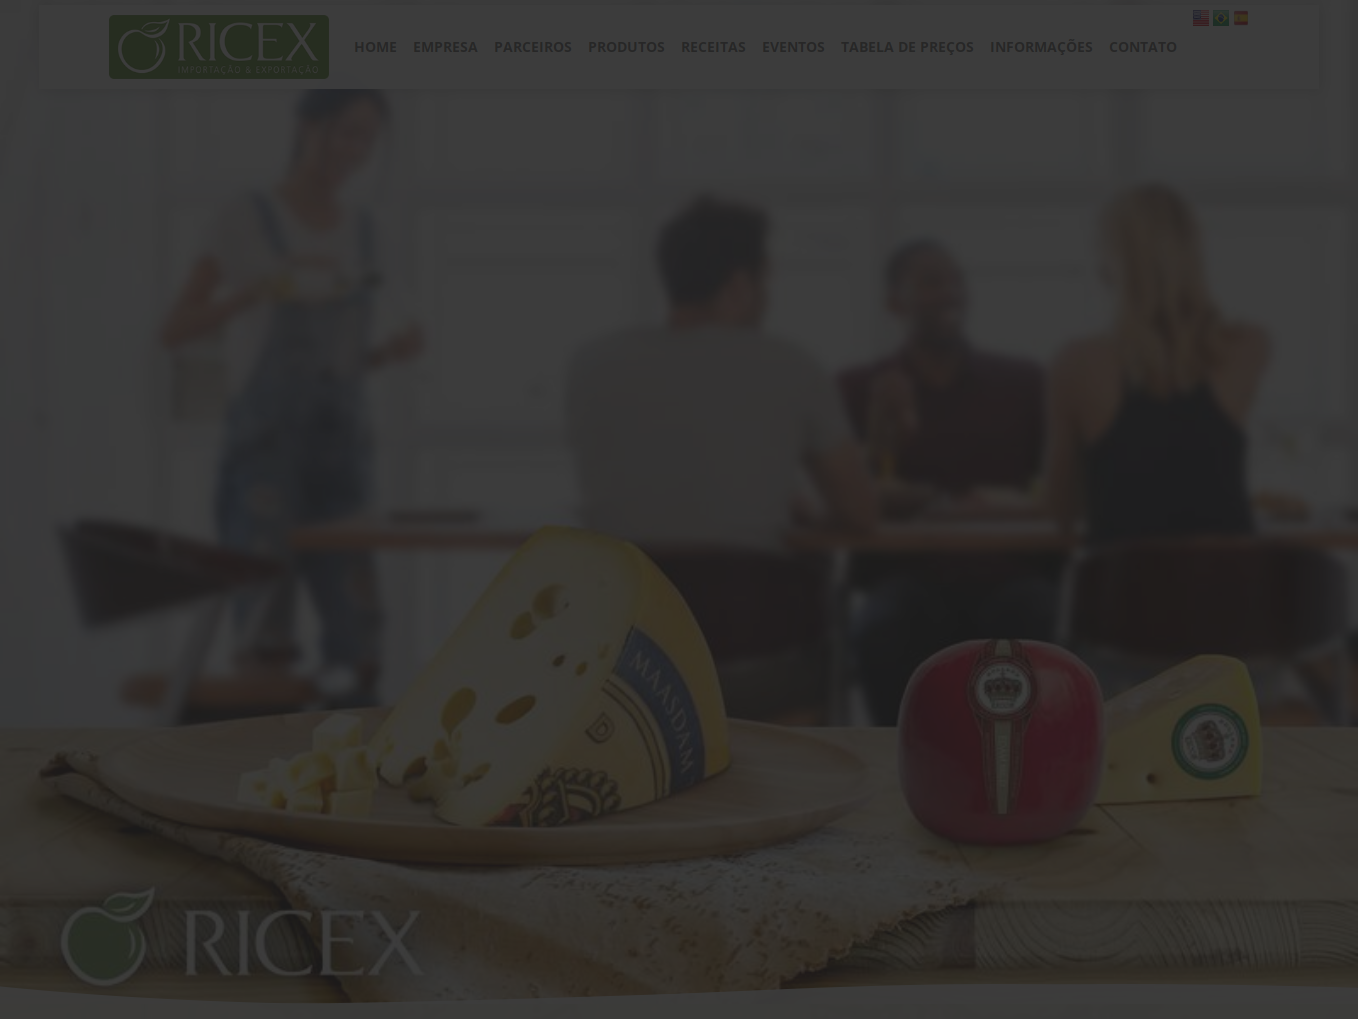 RICEX
IMPORTAÇÃO & EXPORTAÇÃO
HOME EMPRESA PARCEIROS PRODUTOS RECEITAS EVENTOS TABELA DE PREÇOS INFORMAÇÕES CONTATO
MAASDAM
RICEX